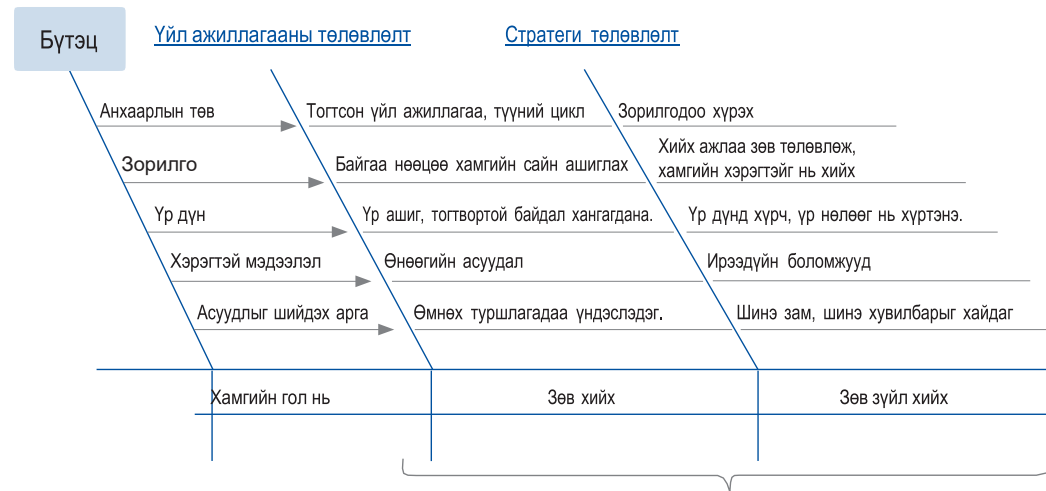 Бүтэц
Үйл ажиллагааны төлөвлөлт
Стратеги төлөвлөлт
Анхаарлын төв
Тогтсон үйл ажиллагаа, түүний цикл
Зорилгодоо хүрэх
Зорилго
Байгаа нөөцөө хамгийн сайн ашиглах
Хийх ажлаа зөв төлөвлөж,
хамгийн хэрэгтэйг нь хийх
Үр дүн
Үр ашиг, тогтвортой байдал хангагдана.
Үр дүнд хүрч, үр нөлөөг нь хүртэнэ.
Хэрэгтэй мэдээлэл
Өнөөгийн асуудал
Ирээдүйн боломжууд
Асуудлыг шийдэх арга
Өмнөх туршлагадаа үндэслэдэг.
Шинэ зам, шинэ хувилбарыг хайдаг
Хамгийн гол нь
Зөв хийх
Зөв зүйл хийх